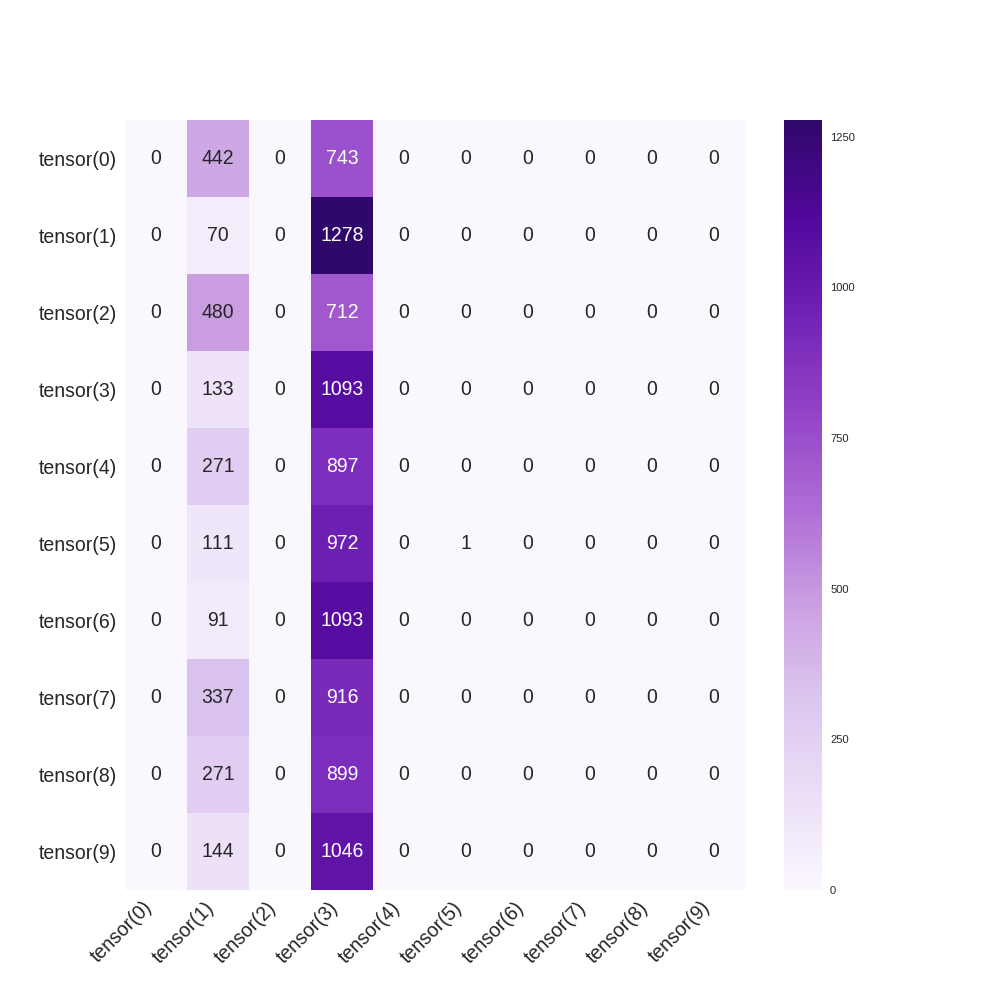 tensor(0) 0 442 0 743 0 0 0 0 0 0
tensor(1) 0 70 0 1278 0 0 0 0 0 0
tensor(2) 0 480 0 712 0 0 0 0 0 0
tensor(3) 0 133 0 1093 0 0 0 0 0 0
tensor(4) 0 271 0 897 0 0 0 0 0 0
tensor(5) 0 111 0 972 0 1 0 0 0 0
tensor(6) 0 91 0 1093 0 0 0 0 0 0
tensor(7) 0 337 0 916 0 0 0 0 0 0
tensor(8) 0 271 0 899 0 0 0 0 0 0
tensor(9) 0 144 0 1046 0 0 0 0 0 0
tensor(0) tensor(1) tensor(2) tensor(3) tensor(4) tensor(5) tensor(6) tensor(7) tensor(8) tensor(9)
1250
1000
750
500
250
0